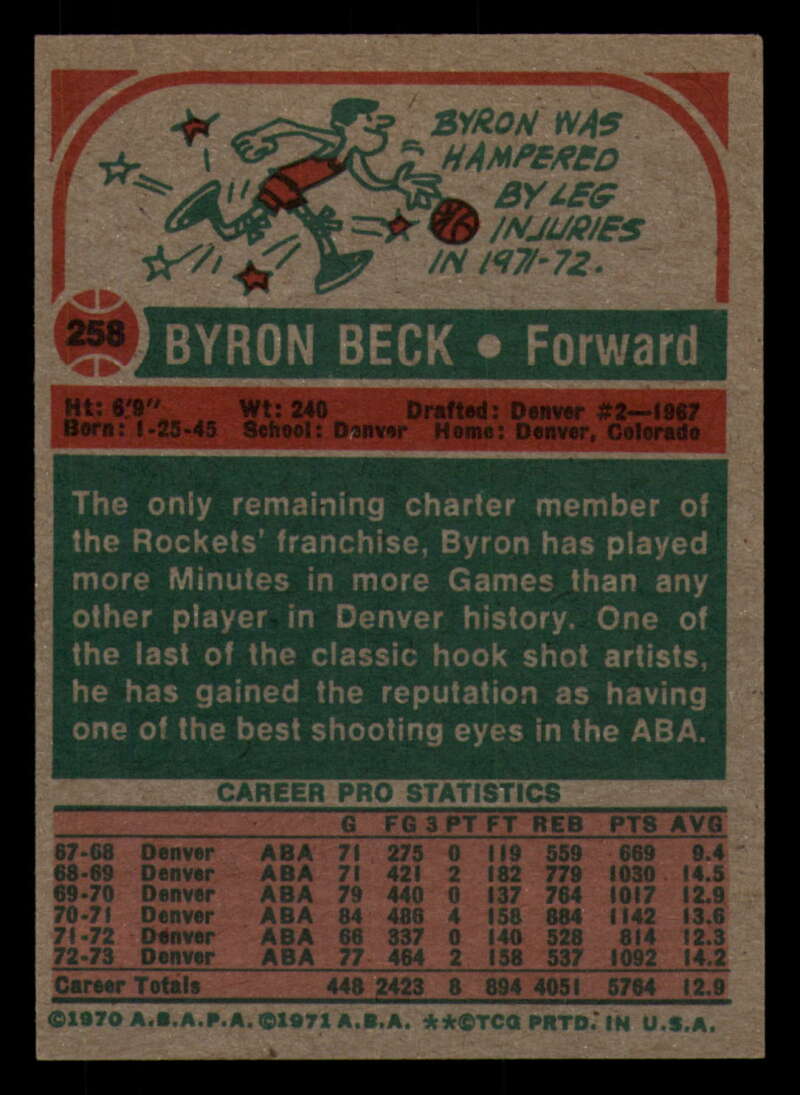 BYRON WAS
HAMPERED
BY LEG
INJURIES
IN 1971-72.
258
BYRON BECK • Forward
Ht: 6'9" Wt: 240 Drafted: Denver #2—1967
Born: 1-25-45 School: Denver Home: Denver, Colorado
The only remaining charter member of
the Rockets' franchise, Byron has played
more Minutes in more Games than any
other player in Denver history. One of
the last of the classic hook shot artists,
he has gained the reputation as having
one of the best shooting eyes in the ABA.
CAREER PRO STATISTICS
G FG 3 PT FT REB PTS AVG
67-68 Denver ABA 71 275 0 119 559 669 9.4
68-69 Denver ABA 71 421 2 182 779 1030 14.5
69-70 Denver ABA 79 440 0 137 764 1017 12.9
70-71 Denver ABA 84 486 4 158 884 1142 13.6
71-72 Denver ABA 66 337 0 140 528 814 12.3
72-73 Denver ABA 77 464 2 158 537 1092 14.2
Career Totals 448 2423 8 894 4051 5764 12.9
©1970 A.B.A.P.A. ©1971 A.B.A. **©TCG PRTD. IN U.S.A.